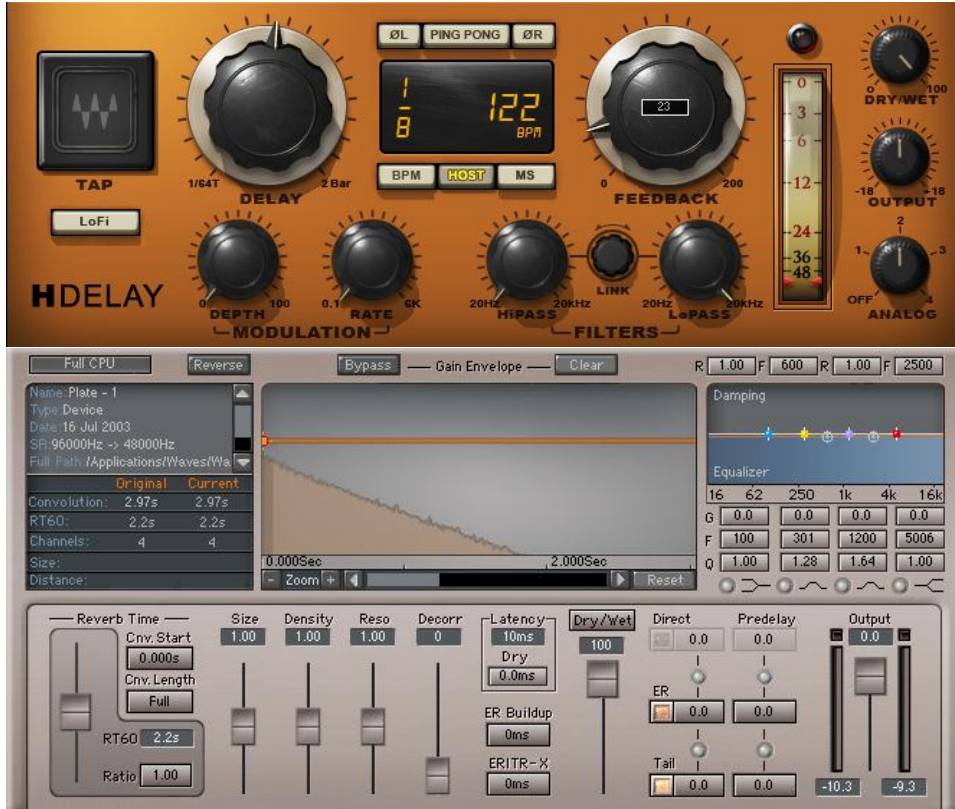 ØL PING PONG ØR
1/8 122 BPM
BPM HOST MS
TAP
LoFi
1/64T 2 Bar
DELAY
23
0 200
FEEDBACK
0
3
6
12
24
36
48
0 100
DRY/WET
-18 +18
OUTPUT
2
1 3
OFF 4
ANALOG
HDELAY
0 100
DEPTH
0.1 6K
RATE
MODULATION
20Hz 20kHz
HiPASS
LINK
20Hz 20kHz
LoPASS
FILTERS
Full CPU Reverse Bypass Gain Envelope Clear R 1.00 F 600 R 1.00 F 2500
Name:Plate - 1
Type:Device
Date:16 Jul 2003
SR:96000Hz -> 48000Hz
Full Path:/Applications/Waves/Wa
Original Current
Convolution: 2.97s 2.97s
RT60: 2.2s 2.2s
Channels: 4 4
Size:
Distance:
0.000Sec 2.000Sec
- Zoom + Reset
Damping
Equalizer
16 62 250 1k 4k 16k
G 0.0 0.0 0.0 0.0
F 100 301 1200 5006
Q 1.00 1.28 1.64 1.00
Reverb Time
Cnv. Start
0.000s
Cnv. Length
Full
RT60 2.2s
Ratio 1.00
Size Density Reso Decorr
1.00 1.00 1.00 0
Latency
10ms
Dry
0.0ms
ER Buildup
0ms
ERITR-X
0ms
Dry/Wet
100
Direct Predelay
0.0 0.0
ER
0.0 0.0
Tail
0.0 0.0
Output
0.0
-10.3 -9.3